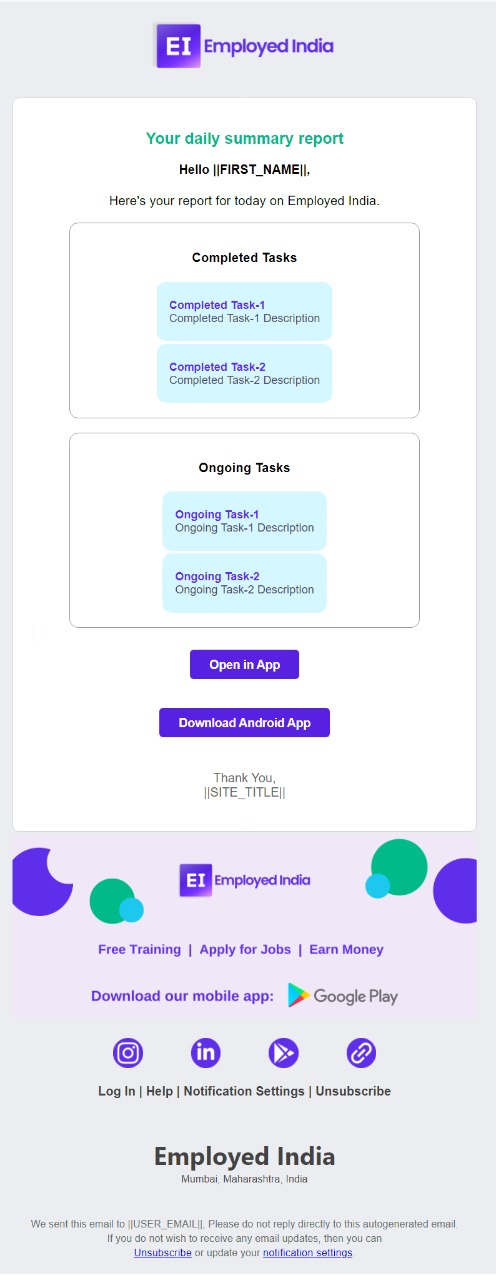 EI Employed India
Your daily summary report
Hello ||FIRST_NAME||,
Here's your report for today on Employed India.
Completed Tasks
Completed Task-1
Completed Task-1 Description
Completed Task-2
Completed Task-2 Description
Ongoing Tasks
Ongoing Task-1
Ongoing Task-1 Description
Ongoing Task-2
Ongoing Task-2 Description
Open in App
Download Android App
Thank You,
||SITE_TITLE||
EI Employed India
Free Training | Apply for Jobs | Earn Money
Download our mobile app: Google Play
in
Log In | Help | Notification Settings | Unsubscribe
Employed India
Mumbai, Maharashtra, India
We sent this email to ||USER_EMAIL||, Please do not reply directly to this autogenerated email.
If you do not wish to receive any email updates, then you can
Unsubscribe or update your notification settings.